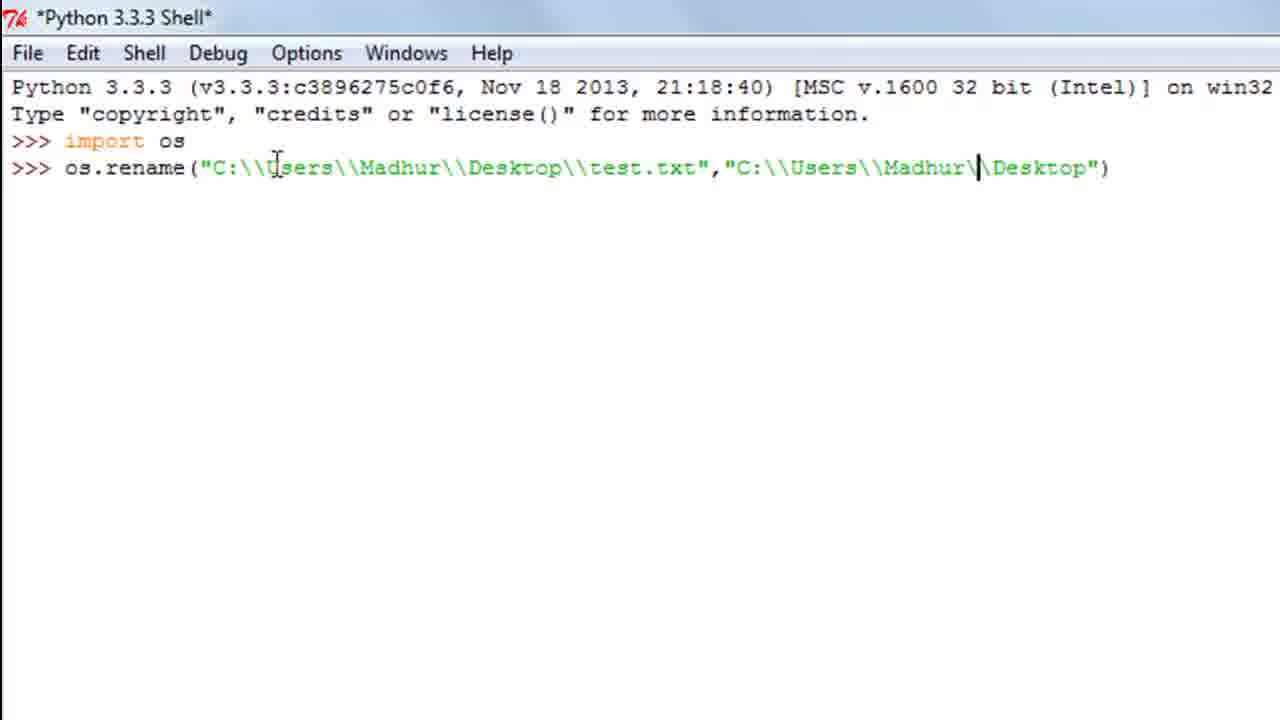 *Python 3.3.3 Shell*
File Edit Shell Debug Options Windows Help
Python 3.3.3 (v3.3.3:c3896275c0f6, Nov 18 2013, 21:18:40) [MSC v.1600 32 bit (Intel)] on win32
Type "copyright", "credits" or "license()" for more information.
>>> import os
>>> os.rename("C:\\Users\\Madhur\\Desktop\\test.txt","C:\\Users\\Madhur\\Desktop")